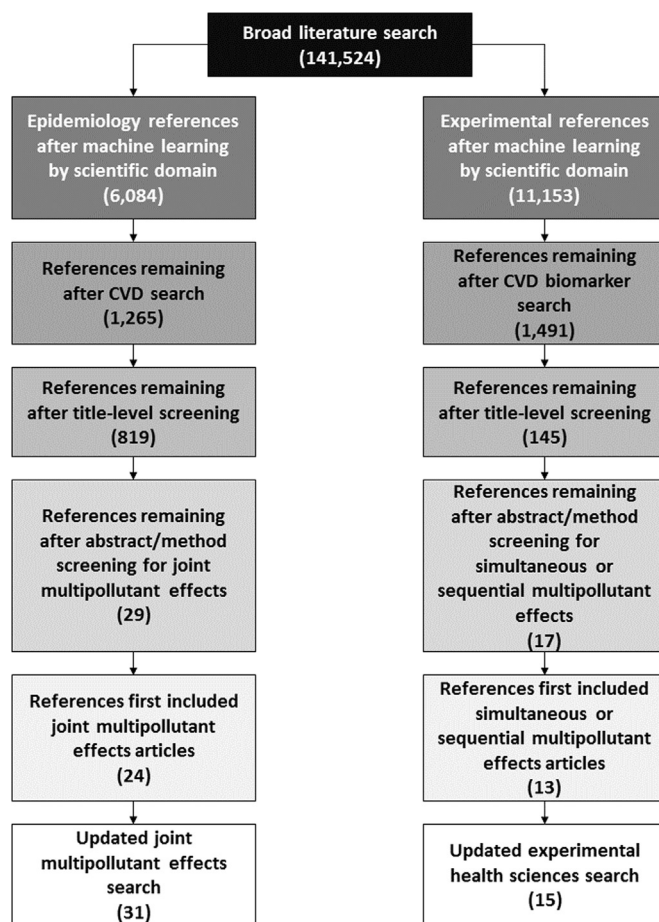 Broad literature search
(141,524)
Epidemiology references
after machine learning
by scientific domain
(6,084)
References remaining
after CVD search
(1,265)
References remaining
after title-level screening
(819)
References remaining
after abstract/method
screening for joint
multipollutant effects
(29)
References first included
joint multipollutant
effects articles
(24)
Updated joint
multipollutant effects
search
(31)
Experimental references
after machine learning
by scientific domain
(11,153)
References remaining
after CVD biomarker
search
(1,491)
References remaining
after title-level screening
(145)
References remaining
after abstract/method
screening for
simultaneous or
sequential multipollutant
effects
(17)
References first included
simultaneous or
sequential multipollutant
effects articles
(13)
Updated experimental
health sciences search
(15)